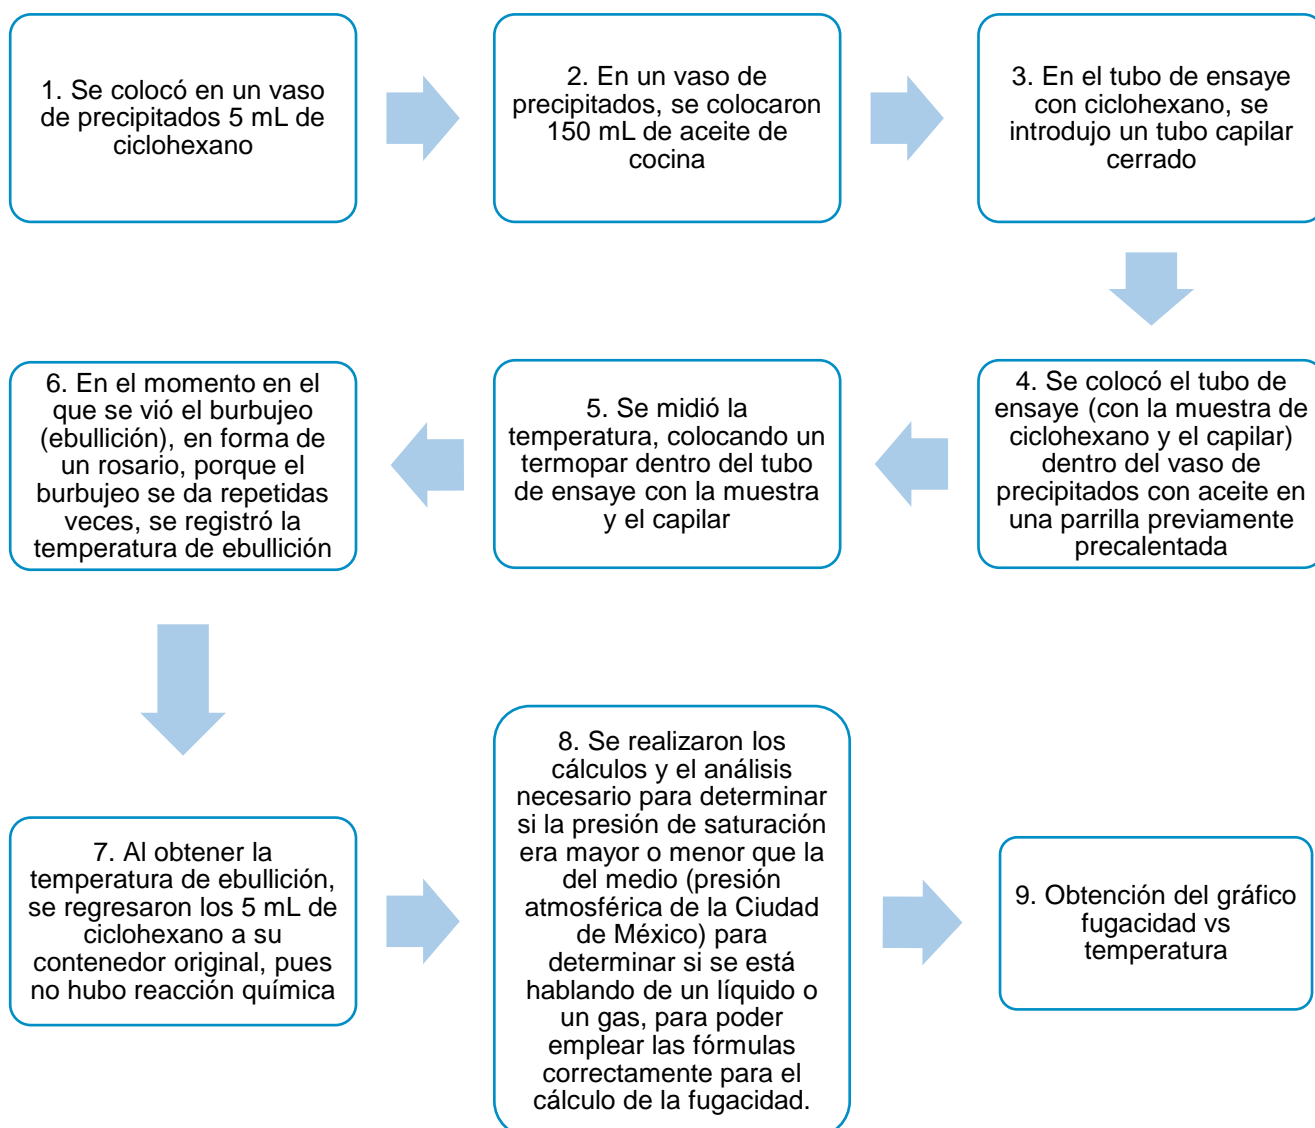 1. Se colocó en un vaso
de precipitados 5 mL de
ciclohexano
2. En un vaso de
precipitados, se colocaron
150 mL de aceite de
cocina
3. En el tubo de ensaye
con ciclohexano, se
introdujo un tubo capilar
cerrado
4. Se colocó el tubo de
ensaye (con la muestra de
ciclohexano y el capilar)
dentro del vaso de
precipitados con aceite en
una parrilla previamente
precalentada
5. Se midió la
temperatura, colocando un
termopar dentro del tubo
de ensaye con la muestra
y el capilar
6. En el momento en el
que se vió el burbujeo
(ebullición), en forma de
un rosario, porque el
burbujeo se da repetidas
veces, se registró la
temperatura de ebullición
7. Al obtener la
temperatura de ebullición,
se regresaron los 5 mL de
ciclohexano a su
contenedor original, pues
no hubo reacción química
8. Se realizaron los
cálculos y el análisis
necesario para determinar
si la presión de saturación
era mayor o menor que la
del medio (presión
atmosférica de la Ciudad
de México) para
determinar si se está
hablando de un líquido o
un gas, para poder
emplear las fórmulas
correctamente para el
cálculo de la fugacidad.
9. Obtención del gráfico
fugacidad vs
temperatura